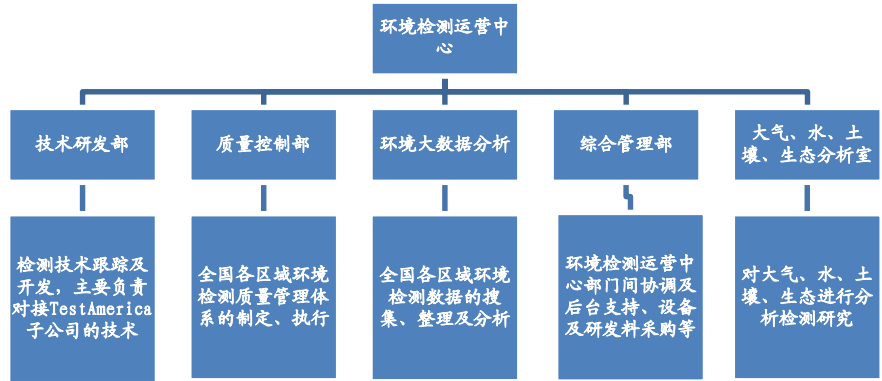 环境检测运营中
心
技术研发部
质量控制部
环境大数据分析
综合管理部
大气、水、土
壤、生态分析室
检测技术跟踪及
开发，主要负责
对接TestAmerica
子公司的技术
全国各区域环境
检测质量管理体
系的制定、执行
全国各区域环境
检测数据的搜
集、整理及分析
环境检测运营中
心部门间协调及
后台支持、设备
及研发料采购等
对大气、水、土
壤、生态进行分
析检测研究